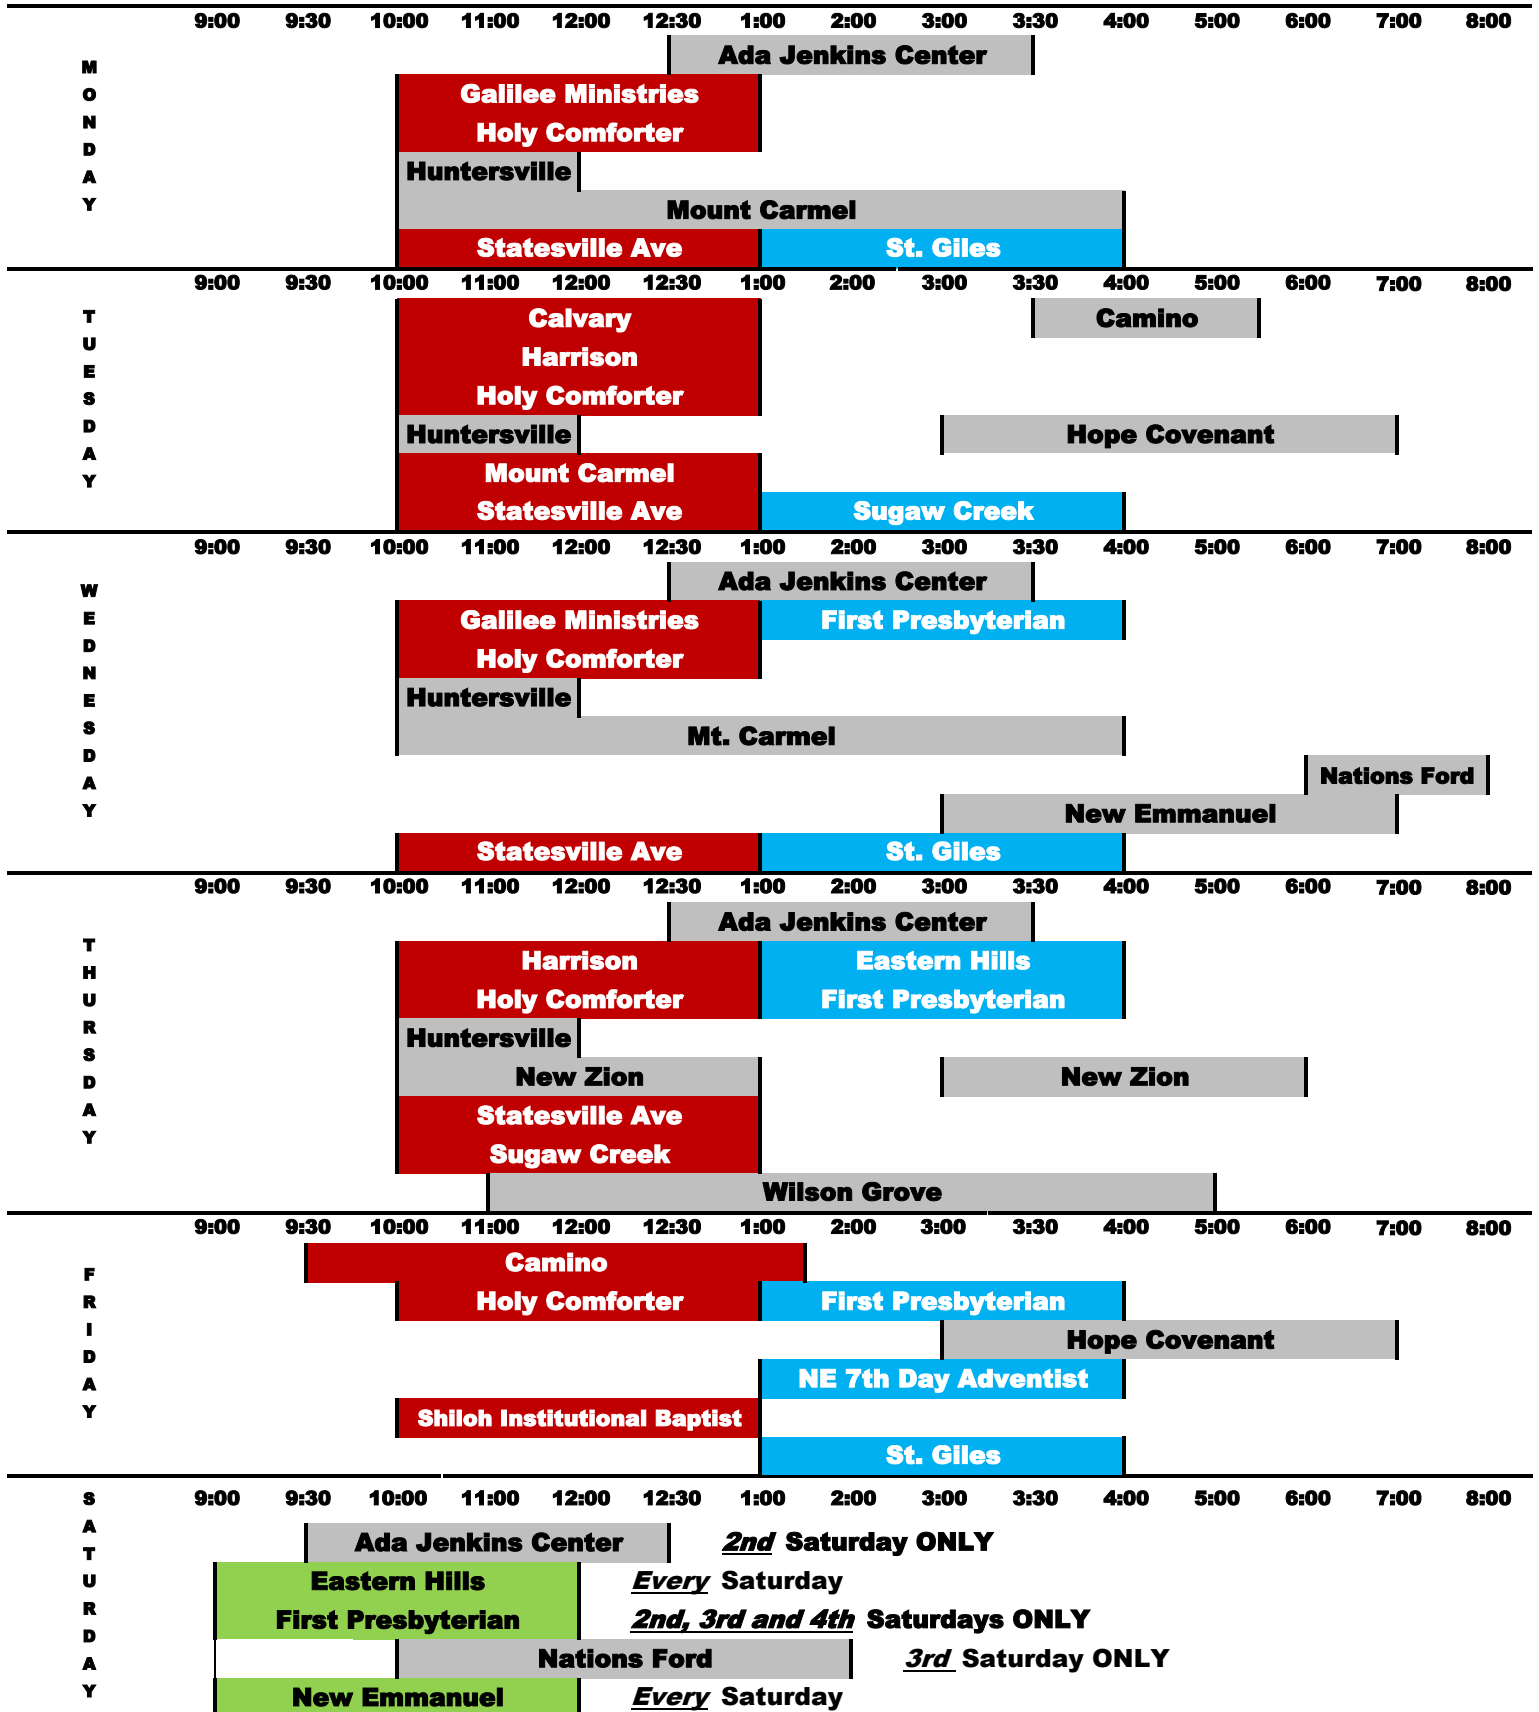 9:00 9:30 10:00 11:00 12:00 12:30 1:00 2:00 3:00 3:30 4:00 5:00 6:00 7:00 8:00
MONDAY
Ada Jenkins Center
Galilee Ministries
Holy Comforter
Huntersville
Mount Carmel
Statesville Ave St. Giles
9:00 9:30 10:00 11:00 12:00 12:30 1:00 2:00 3:00 3:30 4:00 5:00 6:00 7:00 8:00
TUESDAY
Calvary Camino
Harrison
Holy Comforter
Huntersville Hope Covenant
Mount Carmel
Statesville Ave Sugaw Creek
9:00 9:30 10:00 11:00 12:00 12:30 1:00 2:00 3:00 3:30 4:00 5:00 6:00 7:00 8:00
WEDNESDAY
Ada Jenkins Center
Galilee Ministries First Presbyterian
Holy Comforter
Huntersville
Mt. Carmel
Nations Ford
New Emmanuel
Statesville Ave St. Giles
9:00 9:30 10:00 11:00 12:00 12:30 1:00 2:00 3:00 3:30 4:00 5:00 6:00 7:00 8:00
THURSDAY
Ada Jenkins Center
Harrison Eastern Hills
Holy Comforter First Presbyterian
Huntersville
New Zion New Zion
Statesville Ave
Sugaw Creek
Wilson Grove
9:00 9:30 10:00 11:00 12:00 12:30 1:00 2:00 3:00 3:30 4:00 5:00 6:00 7:00 8:00
FRIDAY
Camino
Holy Comforter First Presbyterian
Hope Covenant
NE 7th Day Adventist
Shiloh Institutional Baptist
St. Giles
9:00 9:30 10:00 11:00 12:00 12:30 1:00 2:00 3:00 3:30 4:00 5:00 6:00 7:00 8:00
SATURDAY
Ada Jenkins Center 2nd Saturday ONLY
Eastern Hills Every Saturday
First Presbyterian 2nd, 3rd and 4th Saturdays ONLY
Nations Ford 3rd Saturday ONLY
New Emmanuel Every Saturday